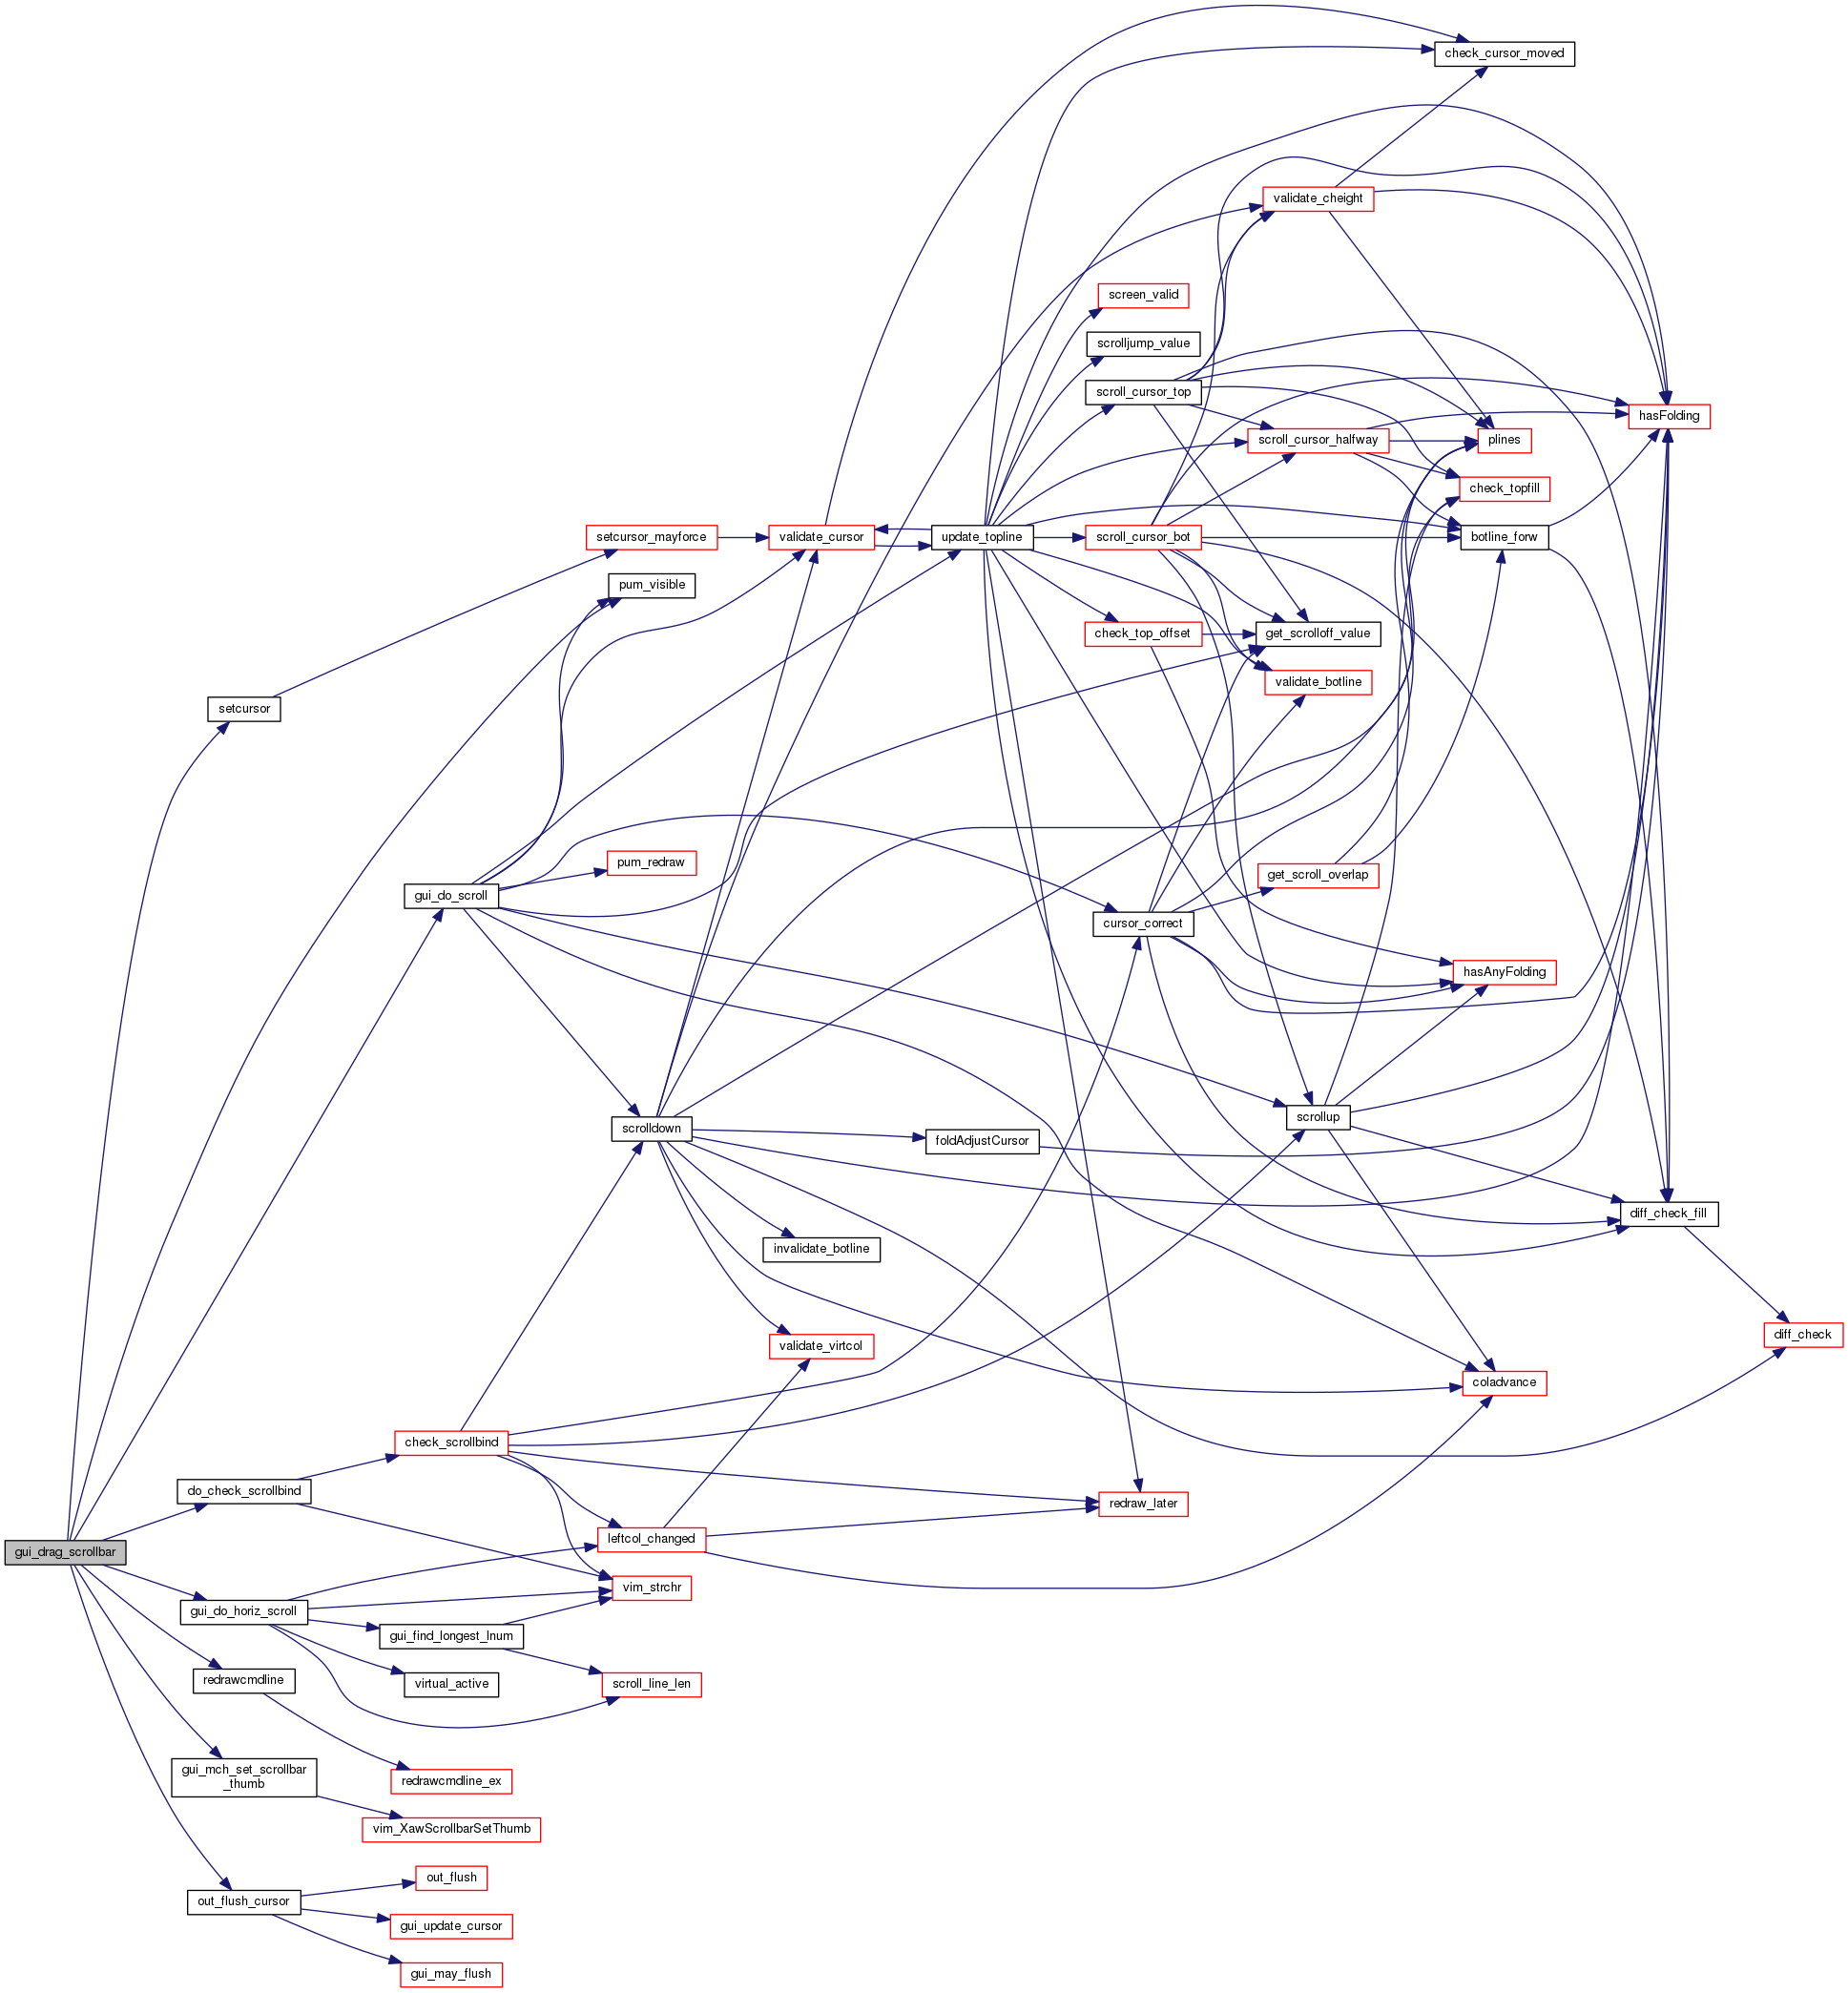 check_cursor_moved
validate_cheight
screen_valid
scrolljump_value
scroll_cursor_top
hasFolding
scroll_cursor_halfway
plines
check_topfill
setcursor_mayforce
validate_cursor
update_topline
scroll_cursor_bot
botline_forw
pum_visible
check_top_offset
get_scrolloff_value
validate_botline
setcursor
pum_redraw
get_scroll_overlap
gui_do_scroll
cursor_correct
hasAnyFolding
scrollup
scrolldown
foldAdjustCursor
diff_check_fill
invalidate_botline
diff_check
validate_virtcol
coladvance
check_scrollbind
do_check_scrollbind
redraw_later
leftcol_changed
gui_drag_scrollbar
vim_strchr
gui_do_horiz_scroll
gui_find_longest_lnum
redrawcmdline
virtual_active
scroll_line_len
gui_mch_set_scrollbar
_thumb
redrawcmdline_ex
vim_XawScrollbarSetThumb
out_flush
out_flush_cursor
gui_update_cursor
gui_may_flush